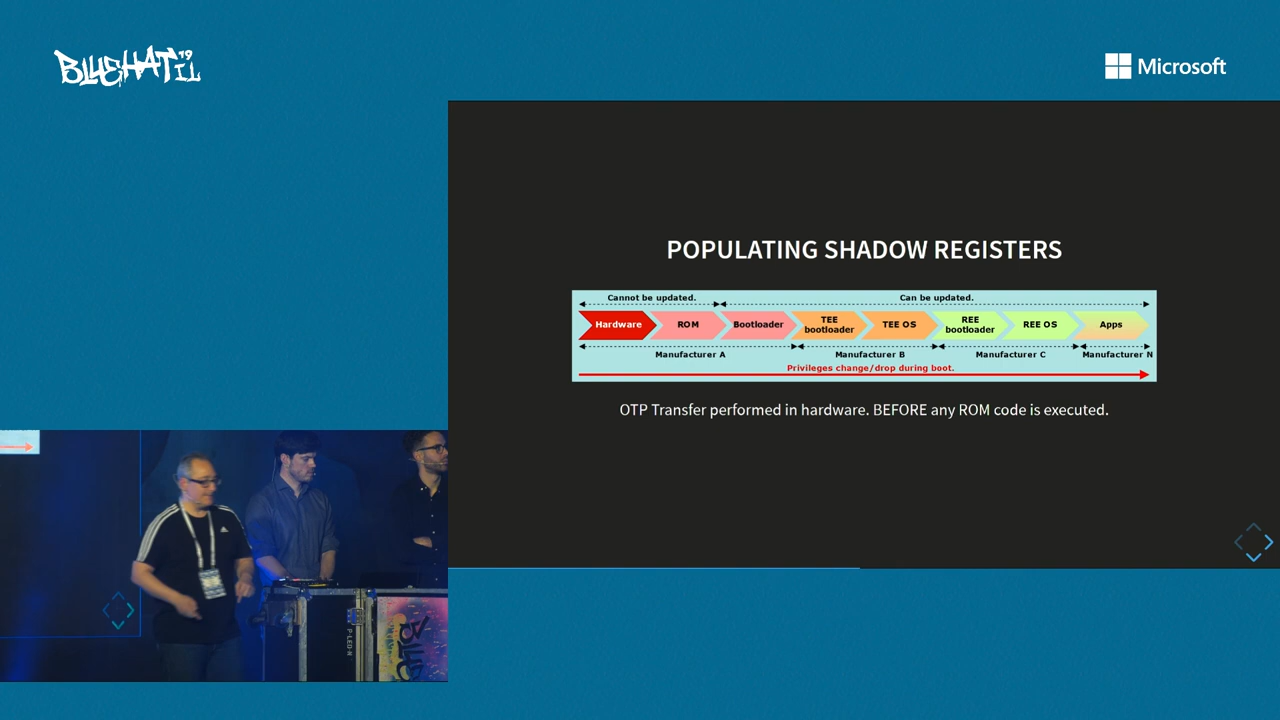 BLUEHAT
19
IL
Microsoft
POPULATING SHADOW REGISTERS
Cannot be updated.
Can be updated.
Hardware
ROM
Bootloader
TEE
bootloader
TEE OS
REE
bootloader
REE OS
Apps
Manufacturer A
Manufacturer B
Manufacturer C
Manufacturer N
Privileges change/drop during boot.
OTP Transfer performed in hardware. BEFORE any ROM code is executed.
P-LED-M
BLUE